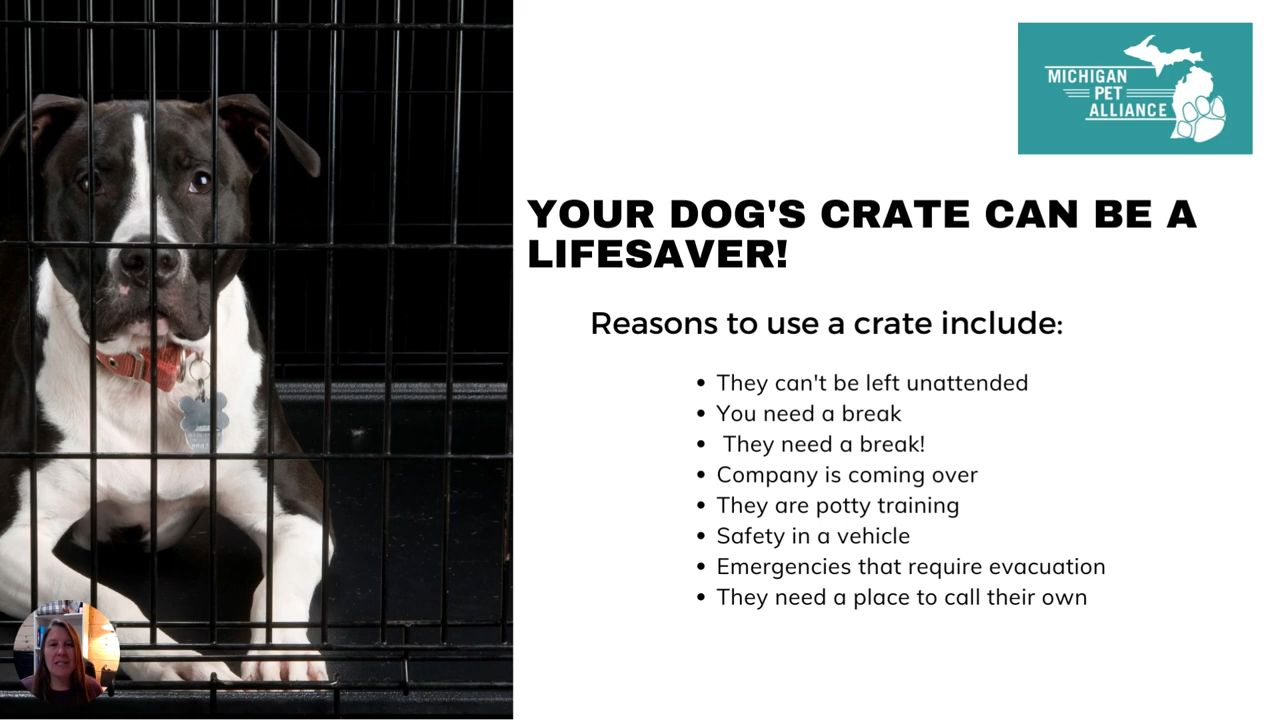 MICHIGAN
PET
ALLIANCE
YOUR DOG'S CRATE CAN BE A
LIFESAVER!
Reasons to use a crate include:
• They can't be left unattended
• You need a break
• They need a break!
• Company is coming over
• They are potty training
• Safety in a vehicle
• Emergencies that require evacuation
• They need a place to call their own